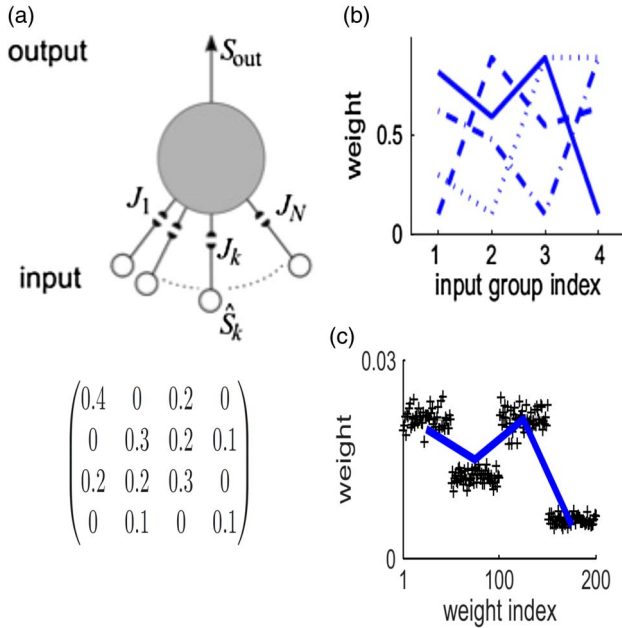 (a)
output
S_out
J_1
J_N
J_k
input
Ŝ_k
0.4 0 0.2 0
0 0.3 0.2 0.1
0.2 0.2 0.3 0
0 0.1 0 0.1
(b)
weight
0.5
0
1 2 3 4
input group index
(c)
0.03
weight
0
1 100 200
weight index